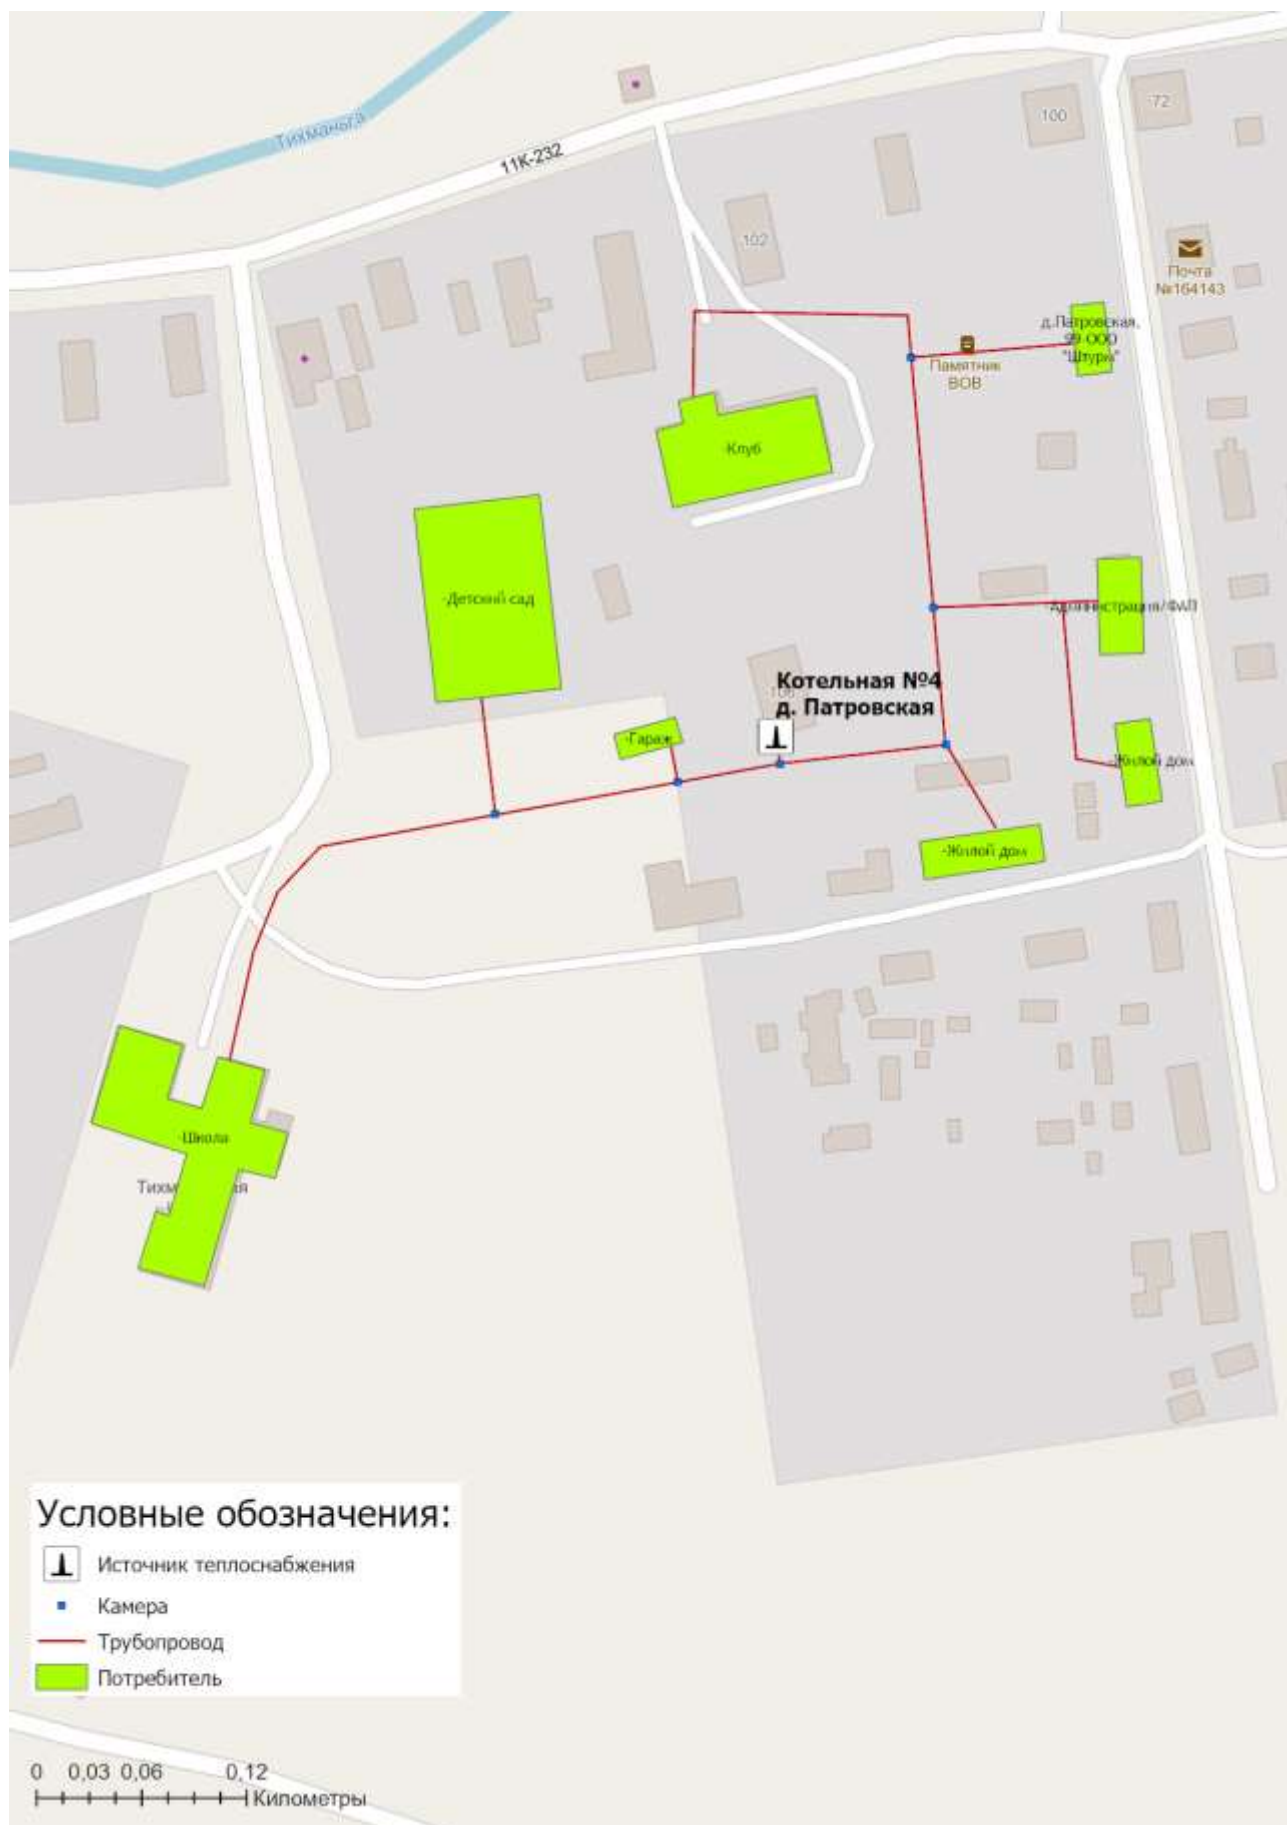 Тихманьга
11К-232
100
72
102
Почта
№164143
д.Патровская,
99 ООО
"Штурм"
Памятник
ВОВ
-Клуб
-Детский сад
-Администрация/ФАП
Котельная №4
д. Патровская
-Гараж
-Жилой дом
-Жилой дом
-Школа
Условные обозначения:
Источник теплоснабжения
Камера
Трубопровод
Потребитель
0 0,03 0,06 0,12
Километры